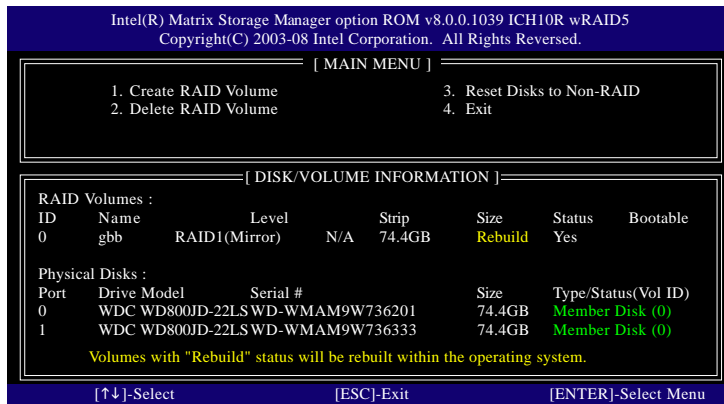 Intel(R) Matrix Storage Manager option ROM v8.0.0.1039 ICH10R wRAID5
Copyright(C) 2003-08 Intel Corporation. All Rights Reversed.
[ MAIN MENU ]
1. Create RAID Volume 3. Reset Disks to Non-RAID
2. Delete RAID Volume 4. Exit
[ DISK/VOLUME INFORMATION ]
RAID Volumes :
ID Name Level Strip Size Status Bootable
0 gbb RAID1(Mirror) N/A 74.4GB Rebuild Yes
Physical Disks :
Port Drive Model Serial # Size Type/Status(Vol ID)
0 WDC WD800JD-22LS WD-WMAM9W736201 74.4GB Member Disk (0)
1 WDC WD800JD-22LS WD-WMAM9W736333 74.4GB Member Disk (0)
Volumes with "Rebuild" status will be rebuilt within the operating system.
[↑↓]-Select [ESC]-Exit [ENTER]-Select Menu